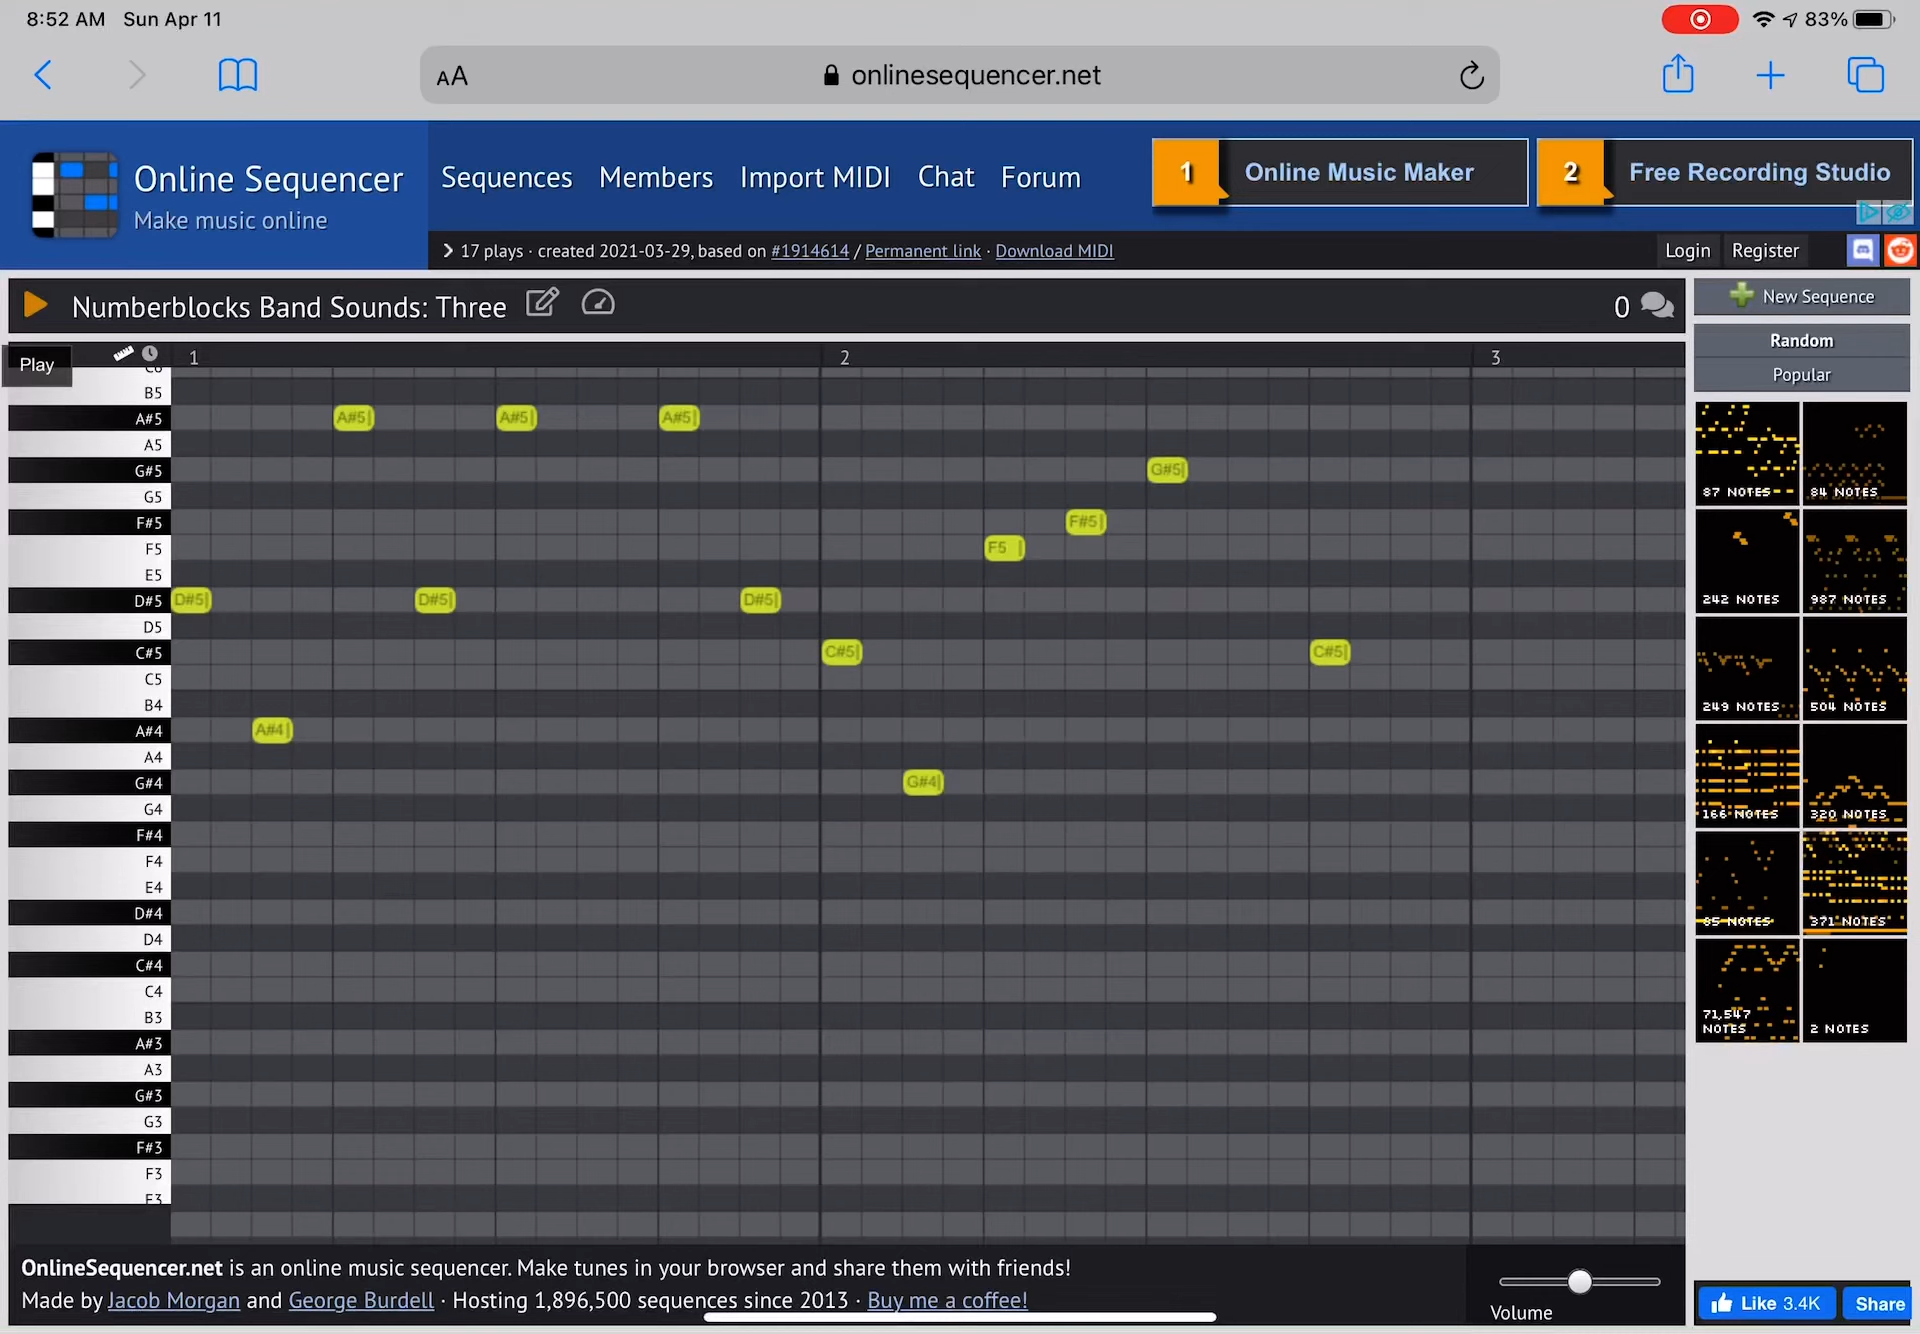 8:52 AM Sun Apr 11
83%
AA onlinesequencer.net
Online Sequencer
Make music online
Sequences Members Import MIDI Chat Forum
1 Online Music Maker 2 Free Recording Studio
17 plays · created 2021-03-29, based on #1914614 / Permanent link · Download MIDI
Login Register
Numberblocks Band Sounds: Three
0
New Sequence
Random
Popular
Play
1 2 3
C6
B5
A#5 A#5 A#5 A#5
A5
G#5 G#5
G5
F#5 F#5
F5 F5
E5
D#5 D#5 D#5 D#5
D5
C#5 C#5 C#5
C5
B4
A#4 A#4
A4
G#4 G#4
G4
F#4
F4
E4
D#4
D4
C#4
C4
B3
A#3
A3
G#3
G3
F#3
F3
E3
87 NOTES 84 NOTES
242 NOTES 987 NOTES
249 NOTES 504 NOTES
166 NOTES 320 NOTES
85 NOTES 371 NOTES
71,547
NOTES 2 NOTES
OnlineSequencer.net is an online music sequencer. Make tunes in your browser and share them with friends!
Made by Jacob Morgan and George Burdell · Hosting 1,896,500 sequences since 2013 · Buy me a coffee!
Volume
Like 3.4K Share